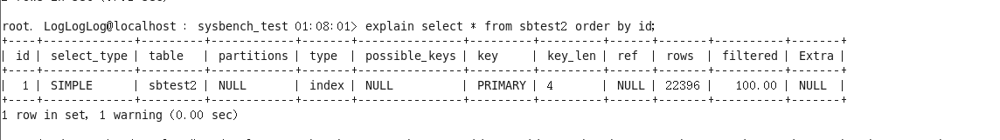 root. LogLogLog@localhost : sysbench_test 01:08:01> explain select * from sbtest2 order by id;
+----+-------------+---------+------------+-------+---------------+---------+---------+------+-------+----------+-------+
| id | select_type | table   | partitions | type  | possible_keys | key     | key_len | ref  | rows  | filtered | Extra |
+----+-------------+---------+------------+-------+---------------+---------+---------+------+-------+----------+-------+
|  1 | SIMPLE      | sbtest2 | NULL       | index | NULL          | PRIMARY | 4       | NULL | 22396 |   100.00 | NULL  |
+----+-------------+---------+------------+-------+---------------+---------+---------+------+-------+----------+-------+
1 row in set, 1 warning (0.00 sec)